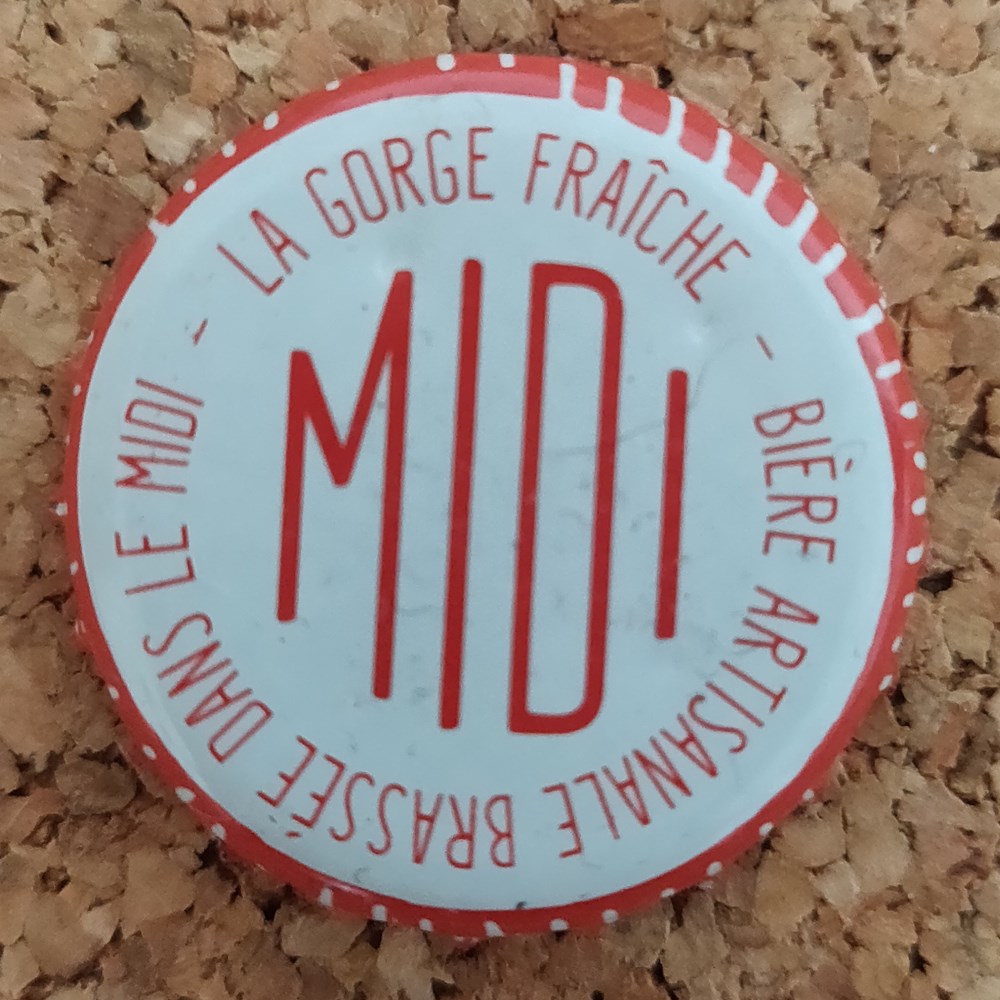 LA GORGE FRAÎCHE - BIÈRE ARTISANALE BRASSÉE DANS LE MIDI -
MIDI